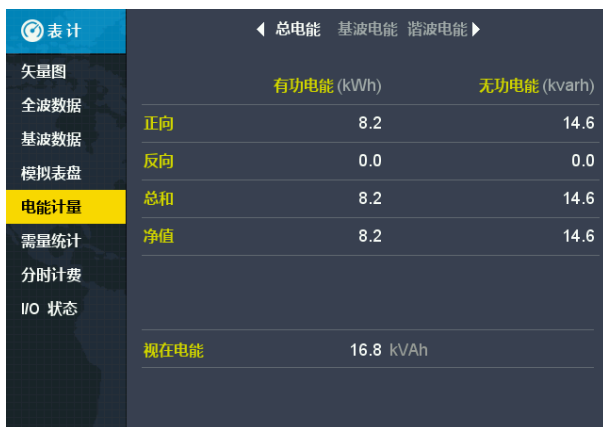 表计
总电能 基波电能 谐波电能
矢量图
有功电能 (kWh) 无功电能 (kvarh)
全波数据
正向 8.2 14.6
基波数据
反向 0.0 0.0
模拟表盘
总和 8.2 14.6
电能计量
净值 8.2 14.6
需量统计
分时计费
I/O 状态
视在电能 16.8 kVAh